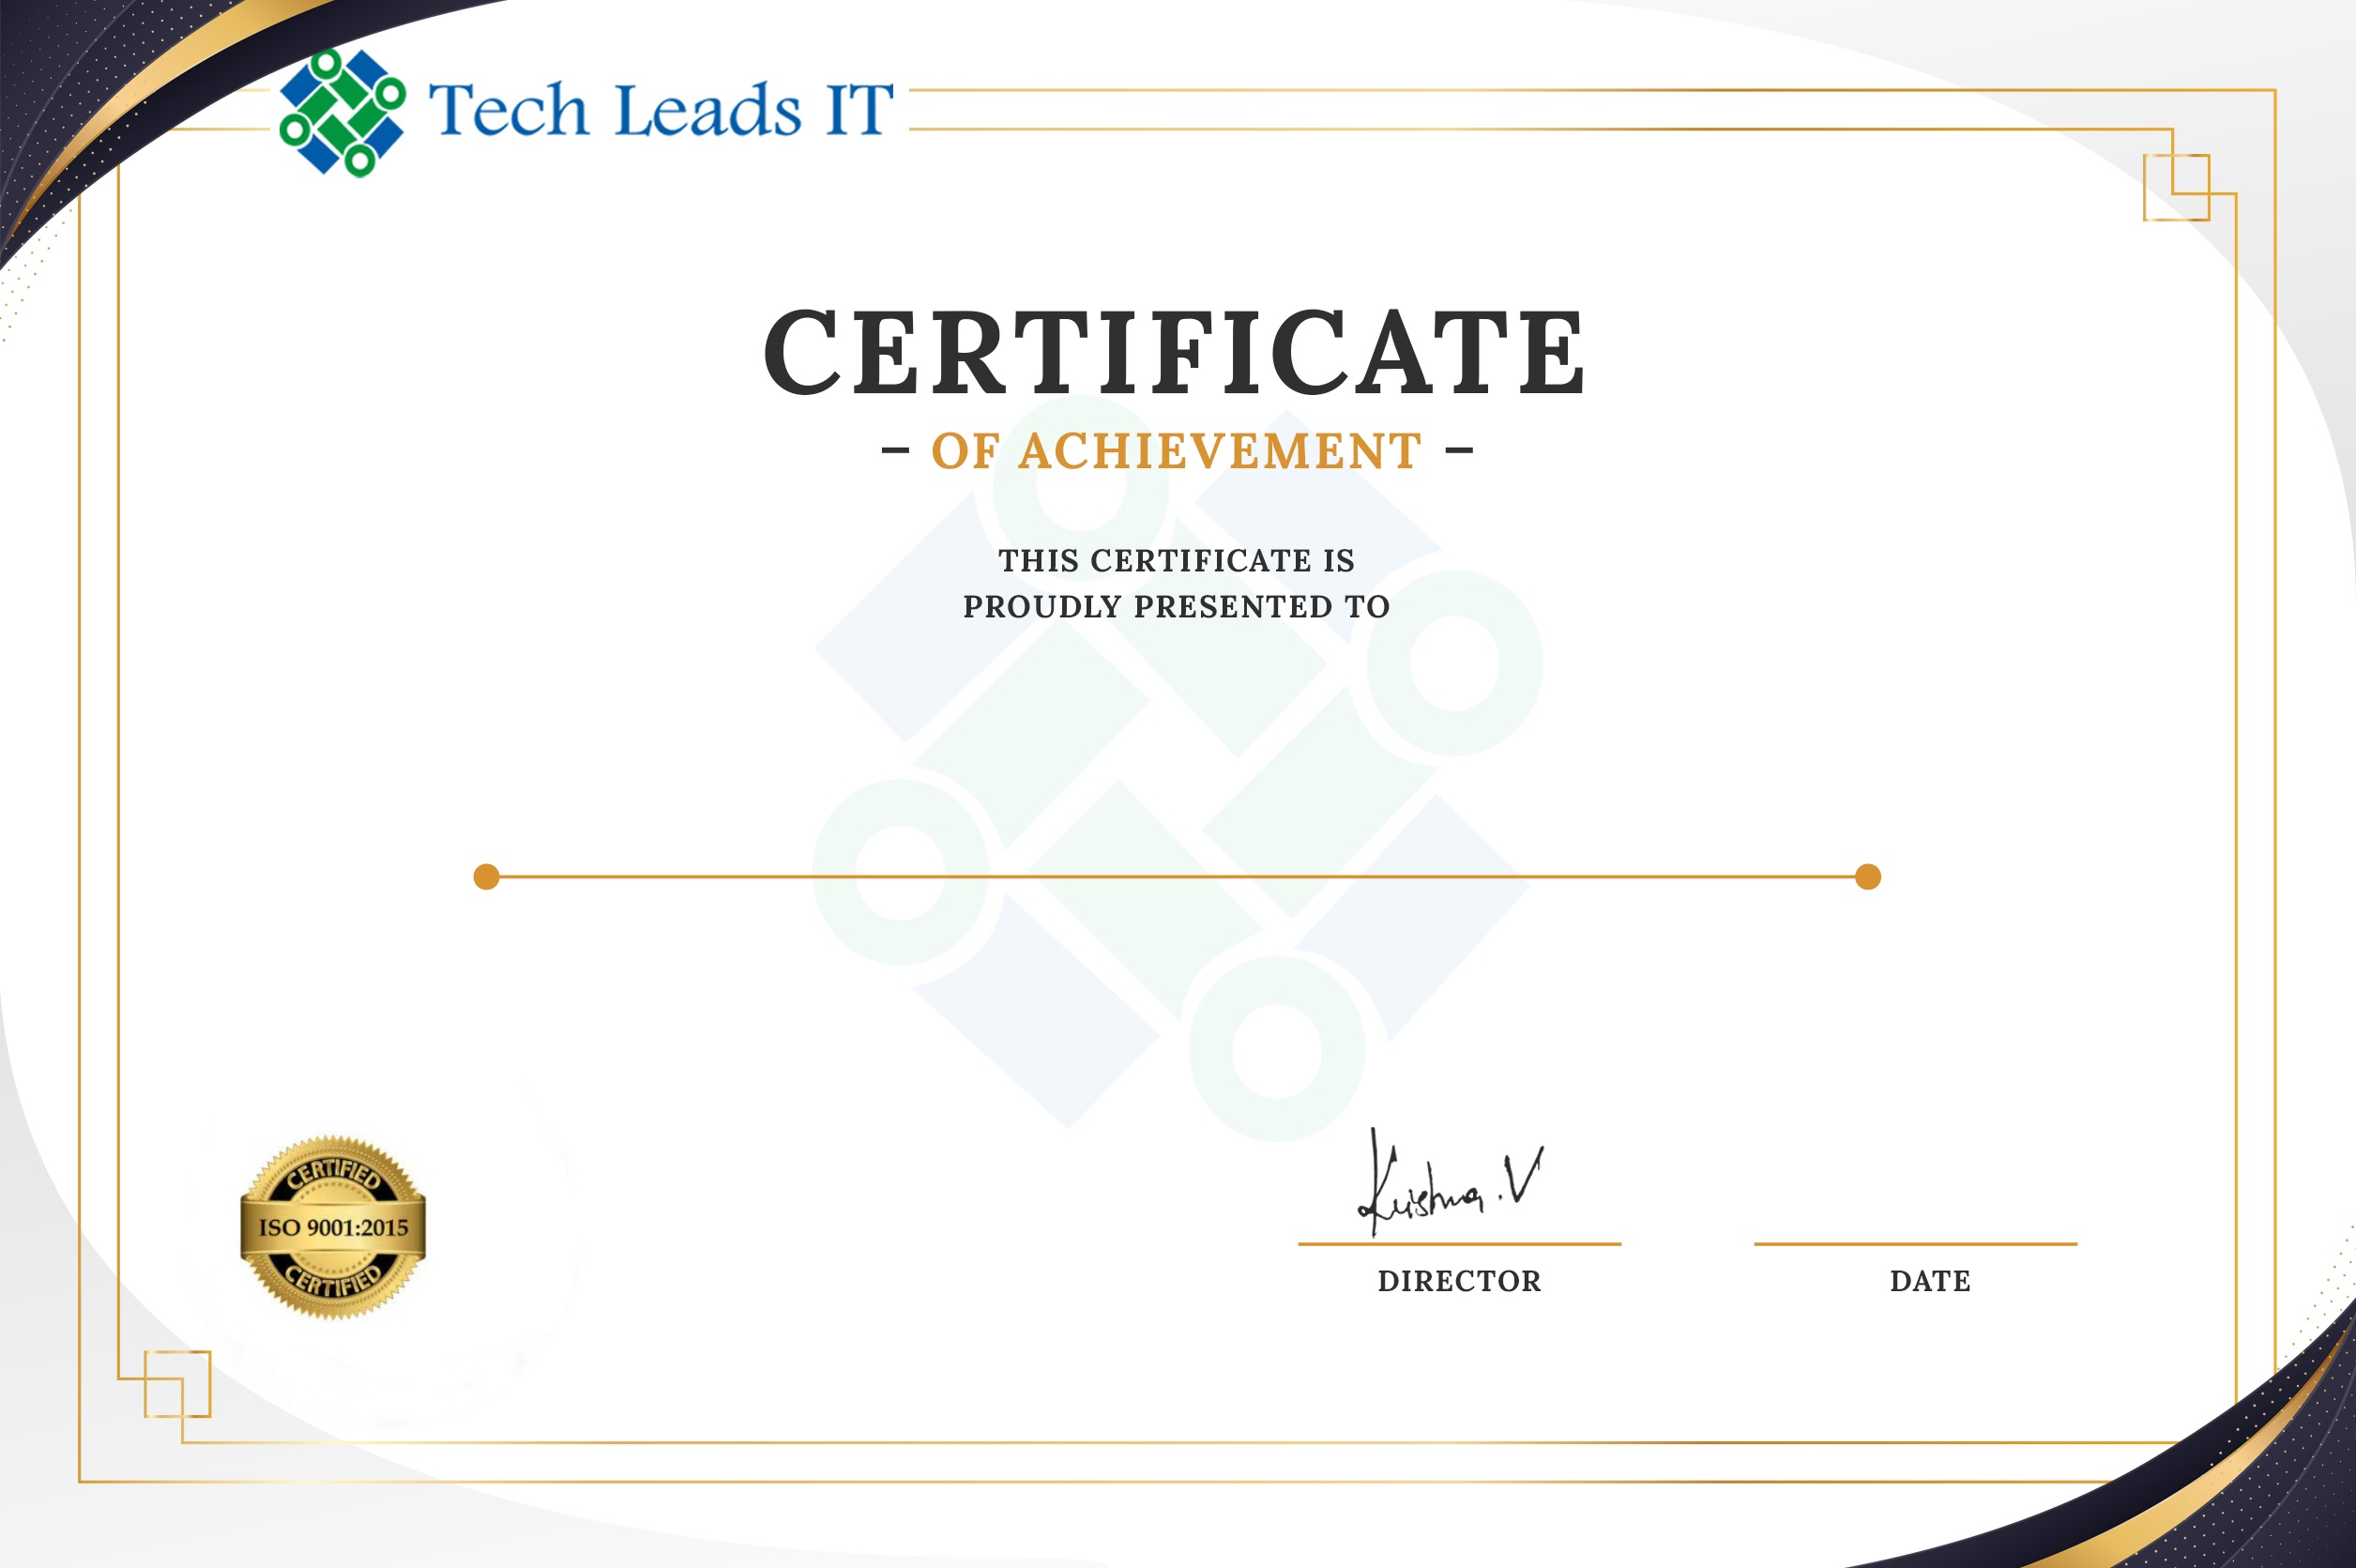 Tech Leads IT
CERTIFICATE
– OF ACHIEVEMENT –
THIS CERTIFICATE IS
PROUDLY PRESENTED TO
CERTIFIED
ISO 9001:2015
CERTIFIED
Krishna .V
DIRECTOR
DATE